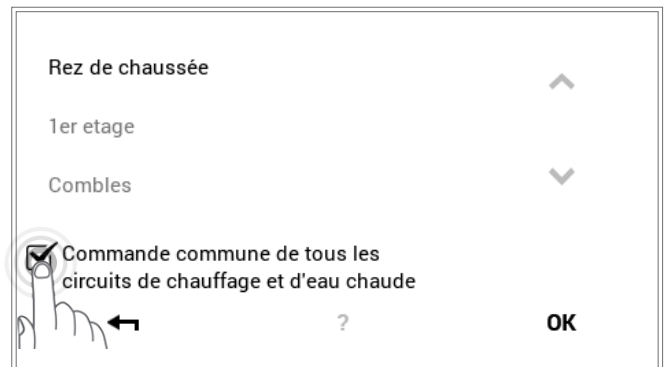 Rez de chaussée
1er etage
Combles
Commande commune de tous les
circuits de chauffage et d'eau chaude
? OK